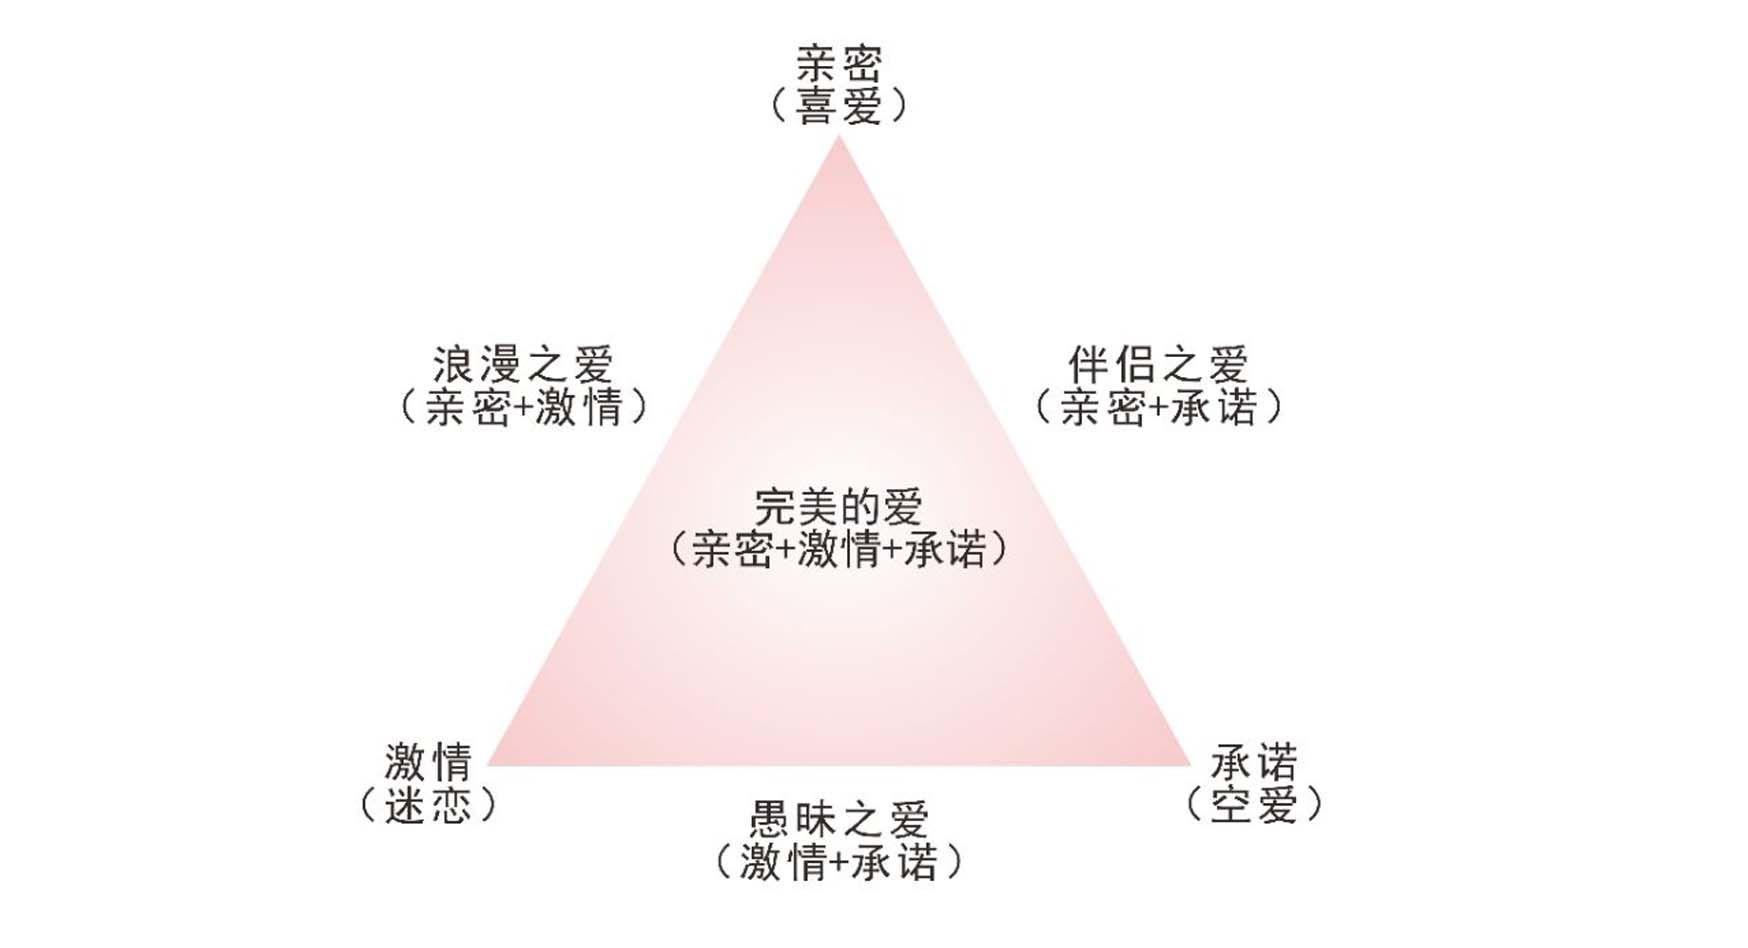 亲密
（喜爱）
浪漫之爱
（亲密+激情）
伴侣之爱
（亲密+承诺）
完美的爱
（亲密+激情+承诺）
激情
（迷恋）
承诺
（空爱）
愚昧之爱
（激情+承诺）